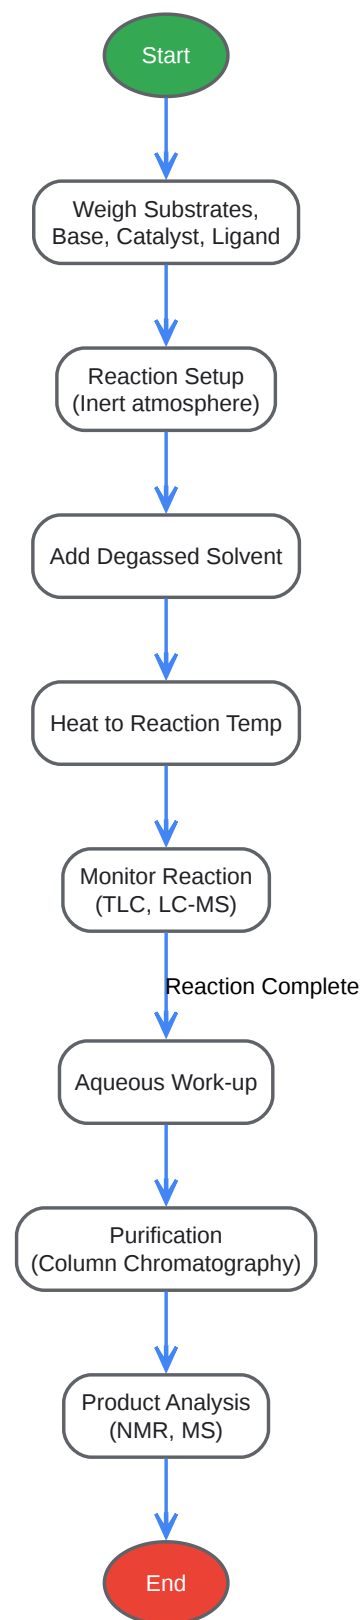 Start
Weigh Substrates,
Base, Catalyst, Ligand
Reaction Setup
(Inert atmosphere)
Add Degassed Solvent
Heat to Reaction Temp
Monitor Reaction
(TLC, LC-MS)
Reaction Complete
Aqueous Work-up
Purification
(Column Chromatography)
Product Analysis
(NMR, MS)
End